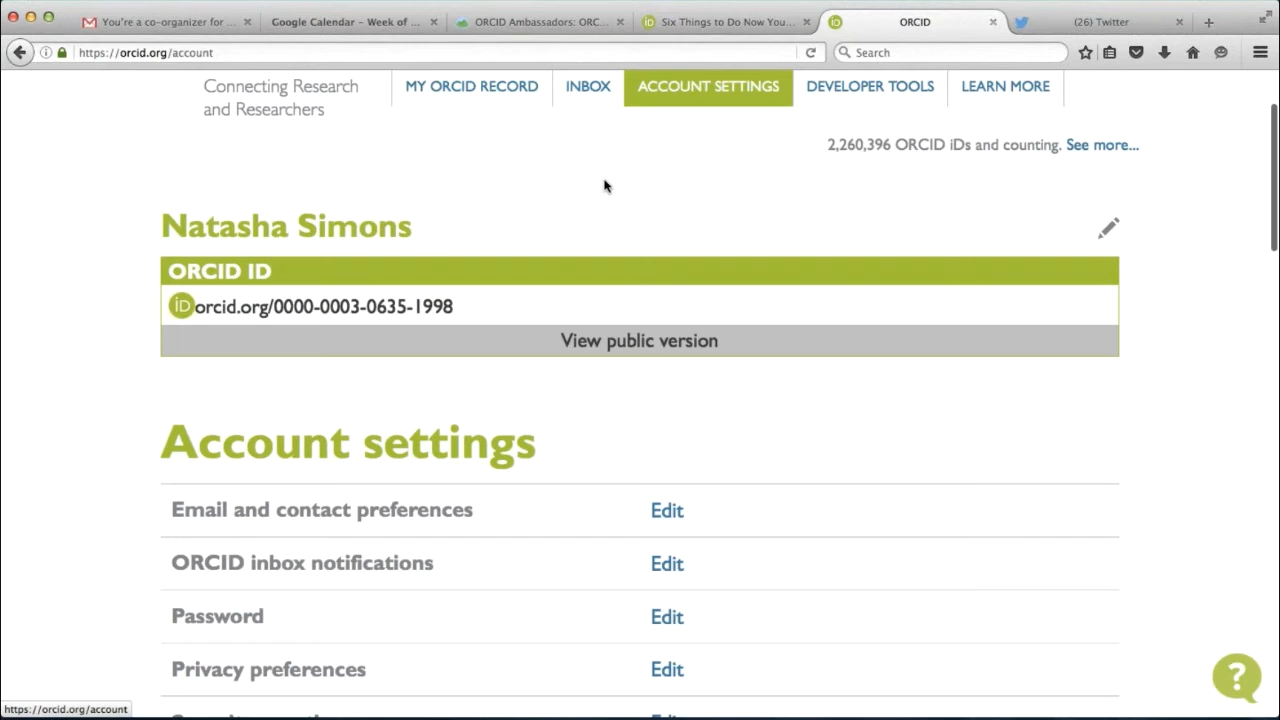 You're a co-organizer for ... Google Calendar - Week of ... ORCID Ambassadors: ORC... Six Things to Do Now You... ORCID (26) Twitter
https://orcid.org/account Search
Connecting Research
and Researchers
MY ORCID RECORD INBOX ACCOUNT SETTINGS DEVELOPER TOOLS LEARN MORE
2,260,396 ORCID iDs and counting. See more...
Natasha Simons
ORCID ID
iD orcid.org/0000-0003-0635-1998
View public version
Account settings
Email and contact preferences Edit
ORCID inbox notifications Edit
Password Edit
Privacy preferences Edit
?
https://orcid.org/account